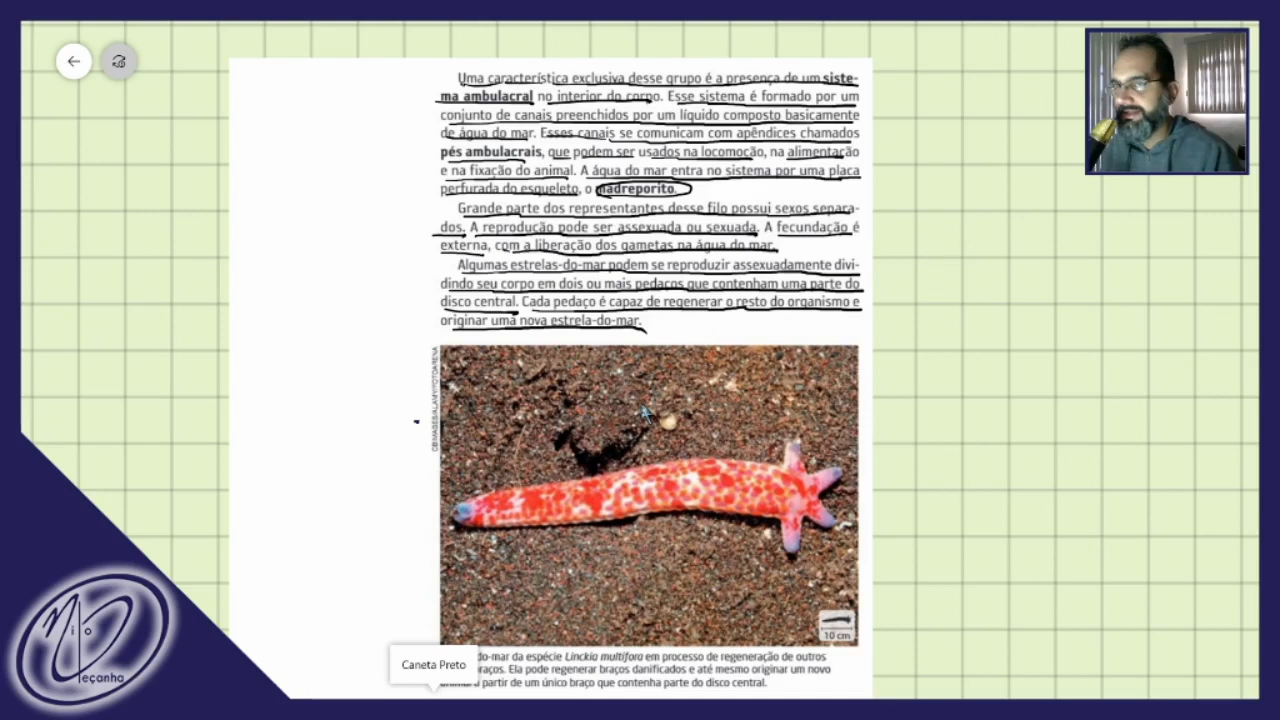 Uma característica exclusiva desse grupo é a presença de um siste-
ma ambulacral no interior do corpo. Esse sistema é formado por um
conjunto de canais preenchidos por um líquido composto basicamente
de água do mar. Esses canais se comunicam com apêndices chamados
pés ambulacrais, que podem ser usados na locomoção, na alimentação
e na fixação do animal. A água do mar entra no sistema por uma placa
perfurada do esqueleto, o madreporito.
Grande parte dos representantes desse filo possui sexos separa-
dos. A reprodução pode ser assexuada ou sexuada. A fecundação é
externa, com a liberação dos gametas na água do mar.
Algumas estrelas-do-mar podem se reproduzir assexuadamente divi-
dindo seu corpo em dois ou mais pedaços que contenham uma parte do
disco central. Cada pedaço é capaz de regenerar o resto do organismo e
originar uma nova estrela-do-mar.
10 cm
do-mar da espécie Linckia multifora em processo de regeneração de outros
braços. Ela pode regenerar braços danificados e até mesmo originar um novo
partir de um único braço que contenha parte do disco central.
Caneta Preto
Nio
Peçanha